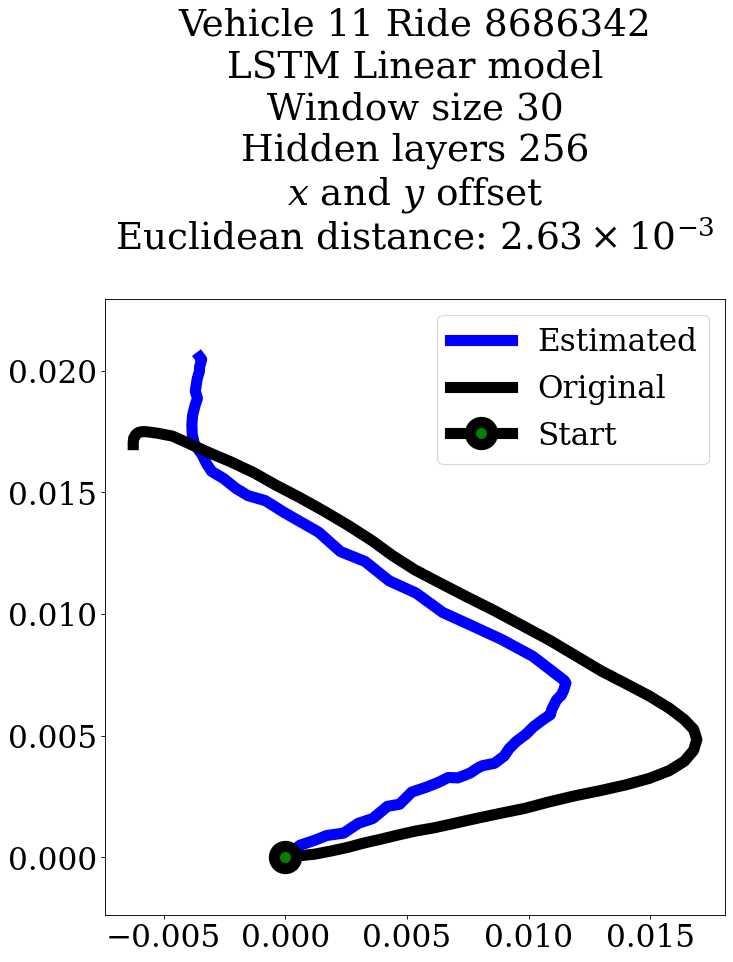 Vehicle 11 Ride 8686342
LSTM Linear model
Window size 30
Hidden layers 256
x and y offset
Euclidean distance: 2.63 × 10⁻³
Estimated
Original
Start
0.020
0.015
0.010
0.005
0.000
−0.005 0.000 0.005 0.010 0.015